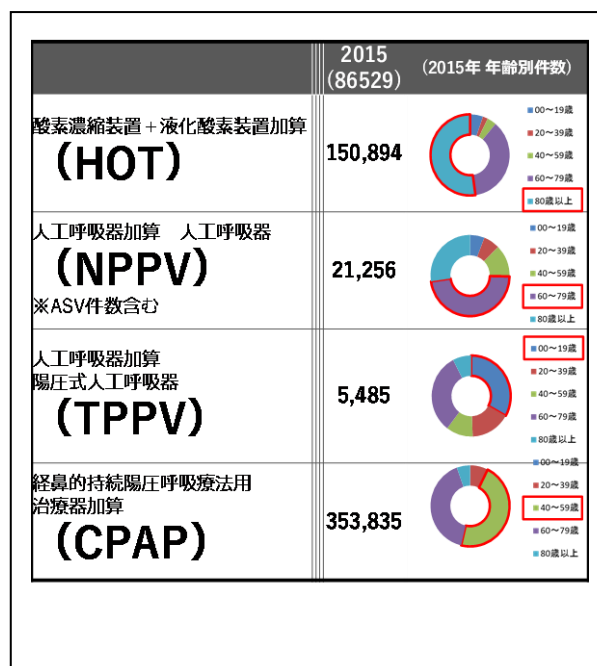 2015
(86529)
(2015年 年齢別件数)
酸素濃縮装置＋液化酸素装置加算
（HOT）
150,894
00～19歳
20～39歳
40～59歳
60～79歳
80歳以上
人工呼吸器加算　人工呼吸器
（NPPV）
※ASV件数含む
21,256
00～19歳
20～39歳
40～59歳
60～79歳
80歳以上
人工呼吸器加算
陽圧式人工呼吸器
（TPPV）
5,485
00～19歳
20～39歳
40～59歳
60～79歳
80歳以上
経鼻的持続陽圧呼吸療法用
治療器加算
（CPAP）
353,835
00～19歳
20～39歳
40～59歳
60～79歳
80歳以上